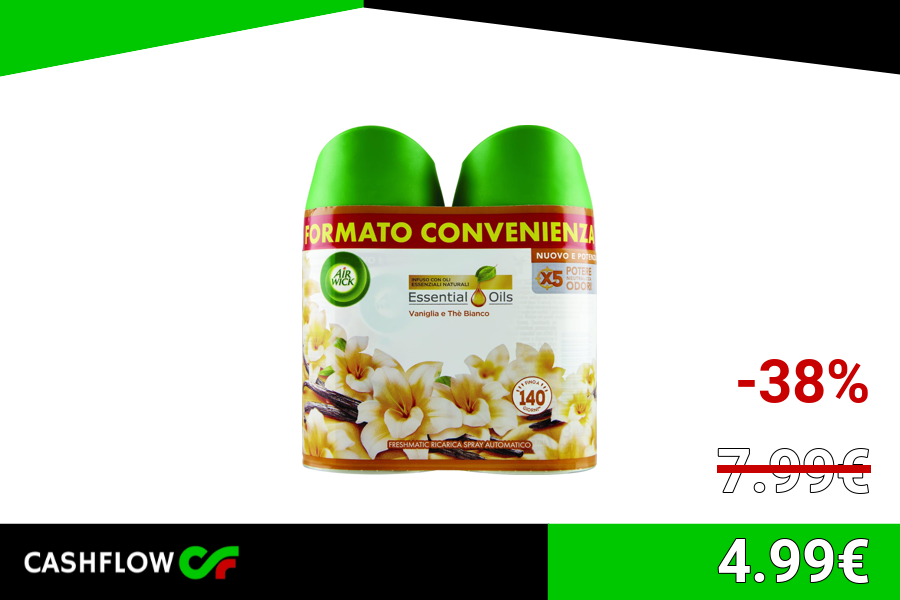 FORMATO CONVENIENZA
NUOVO E POTENZ
AIR
WICK
INFUSO CON OLI
ESSENZIALI NATURALI
X5
POTERE
ODORI
Essential Oils
Vaniglia e Thè Bianco
FINO A
140
GIORNI*
FRESHMATIC RICARICA SPRAY AUTOMATICO
-38%
7.99€
CASHFLOW
4.99€